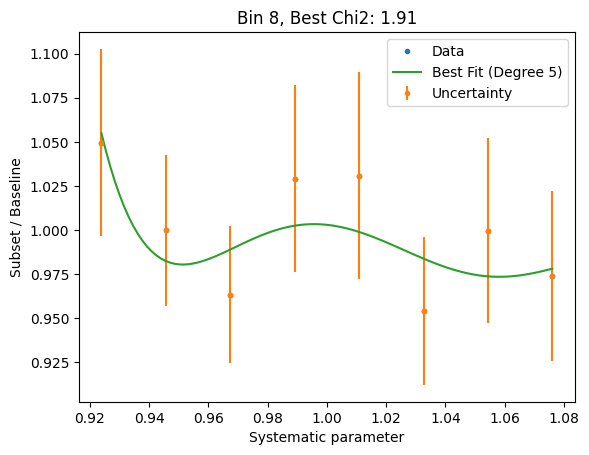 Bin 8, Best Chi2: 1.91
Data
Best Fit (Degree 5)
Uncertainty
Subset / Baseline
1.100
1.075
1.050
1.025
1.000
0.975
0.950
0.925
0.92 0.94 0.96 0.98 1.00 1.02 1.04 1.06 1.08
Systematic parameter